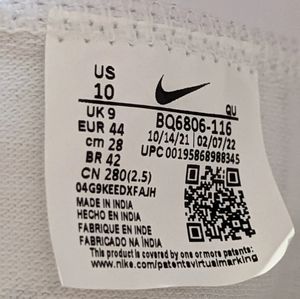 US
10
UK 9
EUR 44
cm 28
BR 42
CN 280(2.5)
04G9KEEDXFAJH
MADE IN INDIA
HECHO EN INDIA
FABRIQUE EN INDE
FABRICADO NA ÍNDIA
QU
BQ6806-116
10/14/21 02/07/22
UPC 00195868988345
This product is covered by one or more patents:
www.nike.com/patentsvirtualmarking